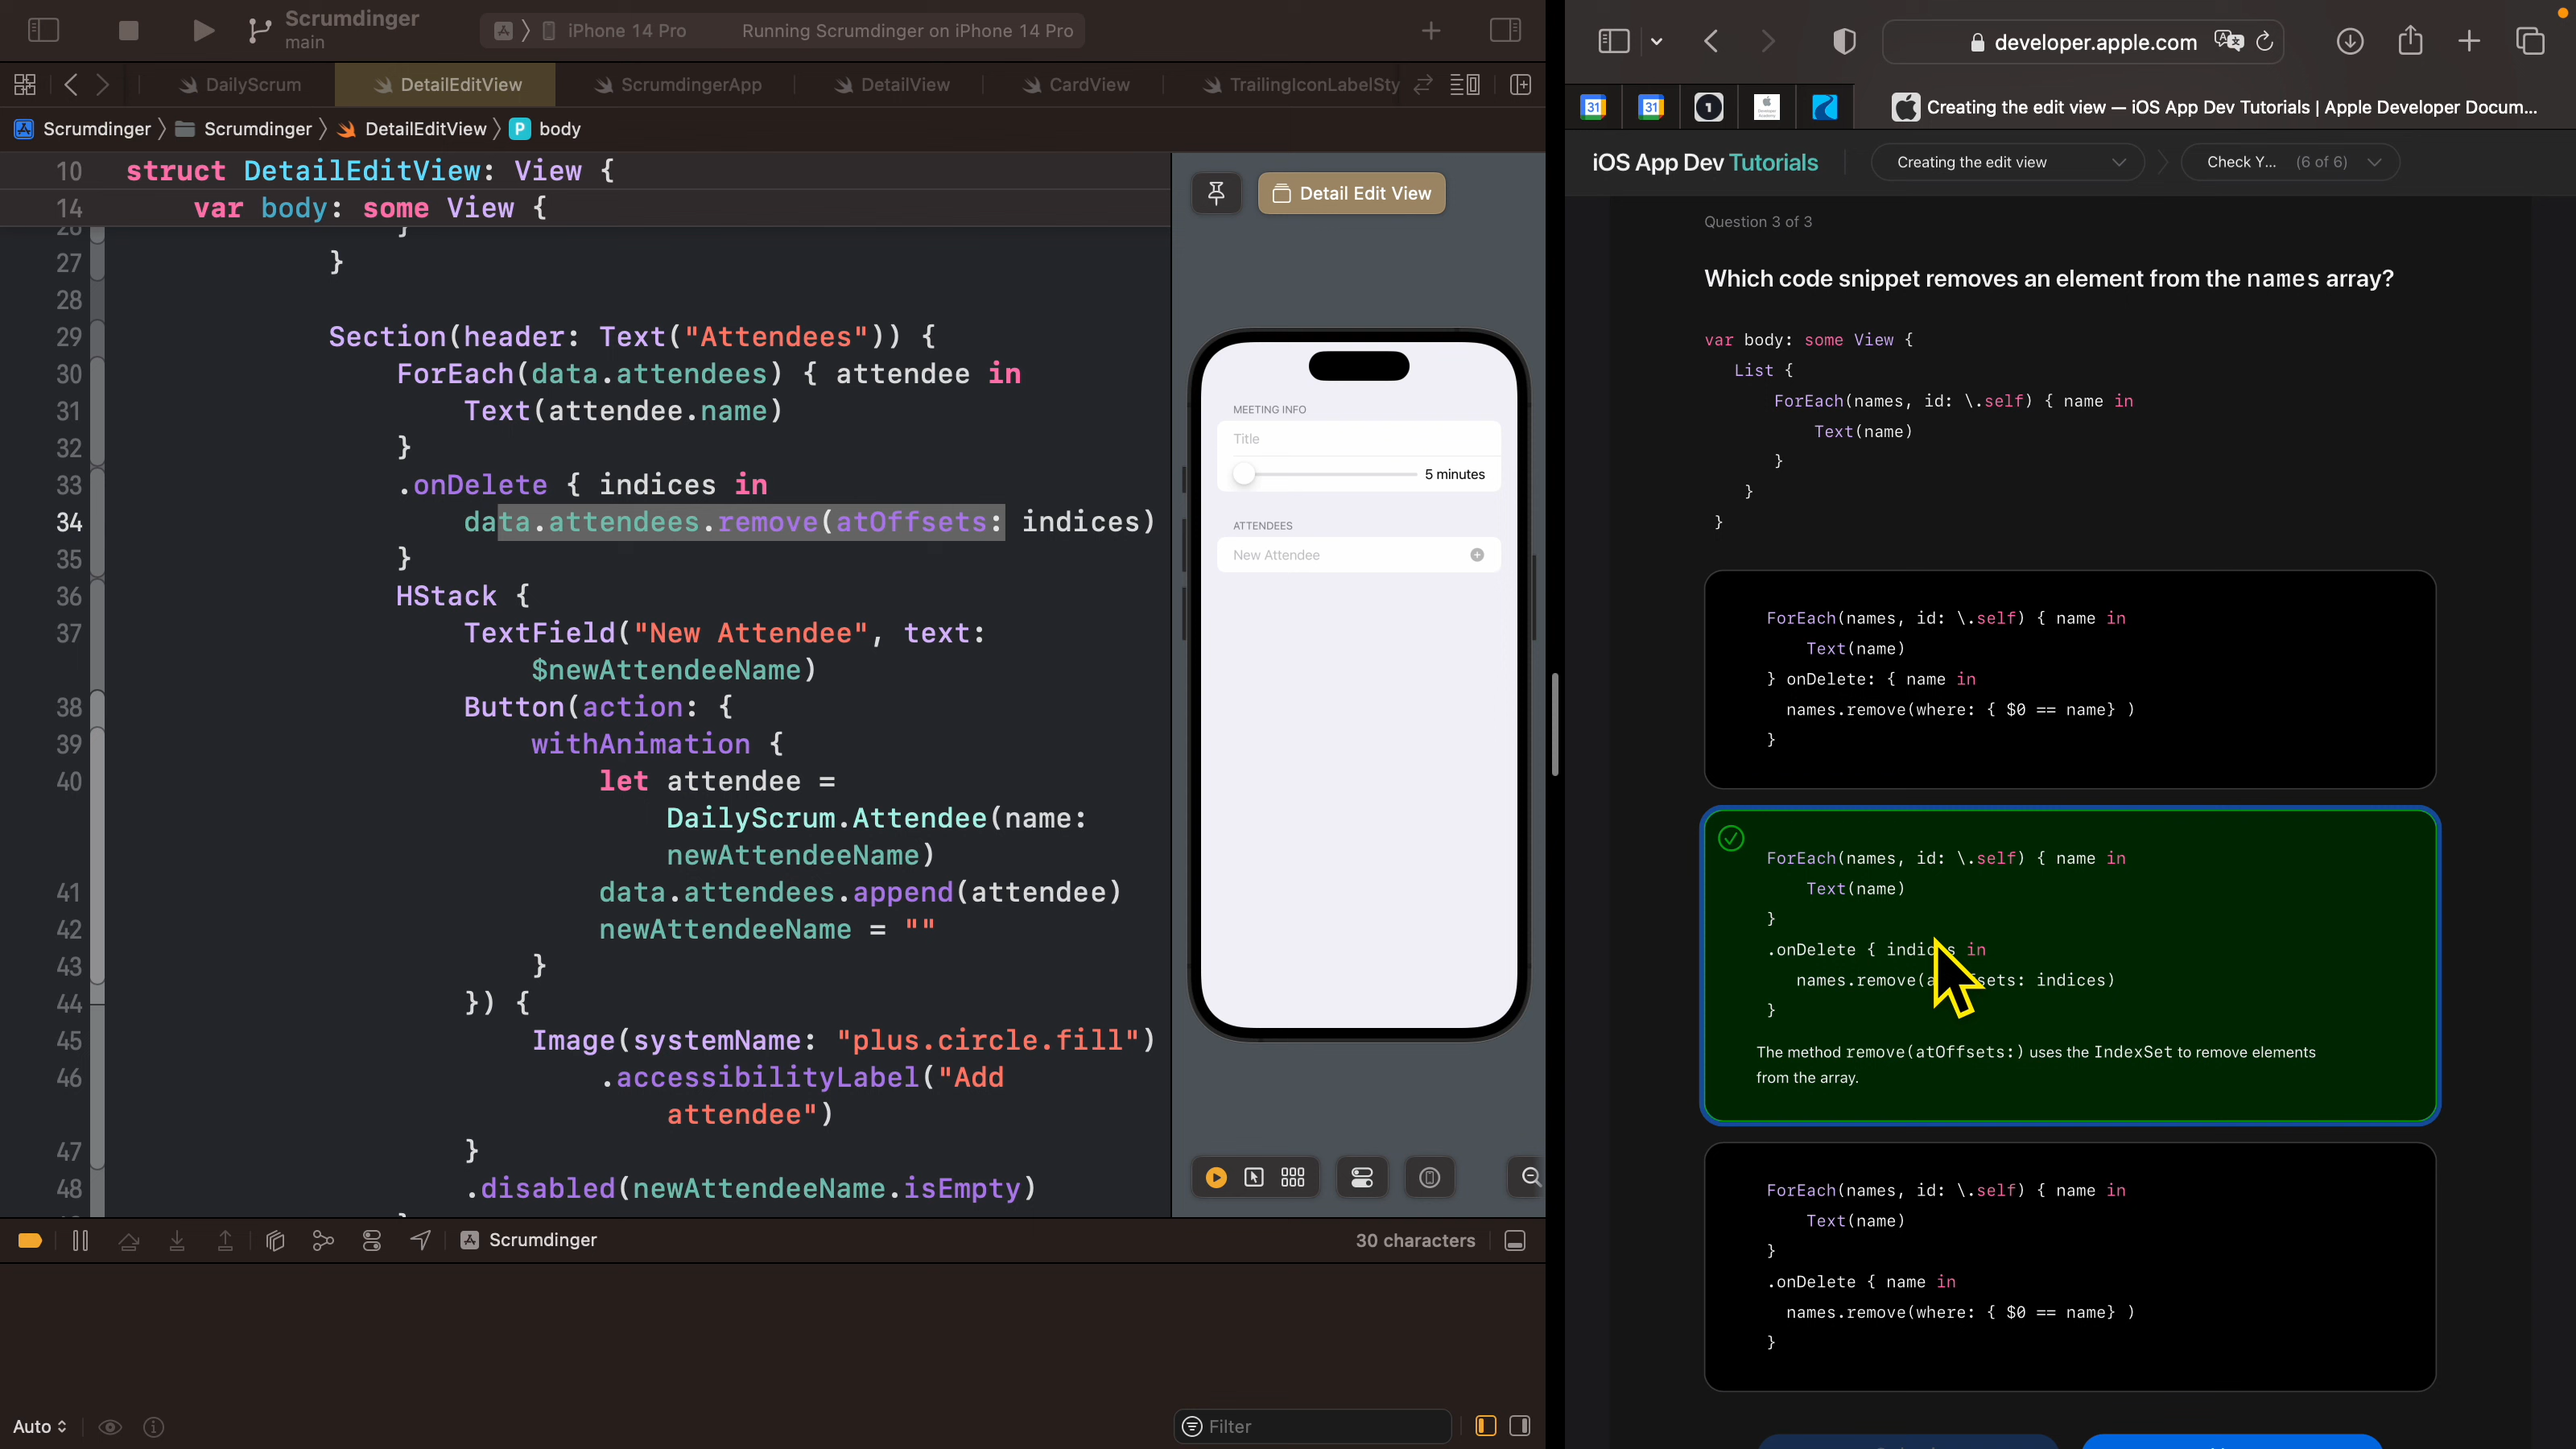 Scrumdinger
main
iPhone 14 Pro
Running Scrumdinger on iPhone 14 Pro
DailyScrum
DetailEditView
ScrumdingerApp
DetailView
CardView
TrailingIconLabelSty
Scrumdinger
Scrumdinger
DetailEditView
P body
10 struct DetailEditView: View {
14 var body: some View {
26 }
27 }
28
29 Section(header: Text("Attendees")) {
30 ForEach(data.attendees) { attendee in
31 Text(attendee.name)
32 }
33 .onDelete { indices in
34 data.attendees.remove(atOffsets: indices)
35 }
36 HStack {
37 TextField("New Attendee", text:
$newAttendeeName)
38 Button(action: {
39 withAnimation {
40 let attendee =
DailyScrum.Attendee(name:
newAttendeeName)
41 data.attendees.append(attendee)
42 newAttendeeName = ""
43 }
44 }) {
45 Image(systemName: "plus.circle.fill")
46 .accessibilityLabel("Add
attendee")
47 }
48 .disabled(newAttendeeName.isEmpty)
Detail Edit View
MEETING INFO
Title
5 minutes
ATTENDEES
New Attendee
Scrumdinger
30 characters
Auto
Filter
developer.apple.com
31
31
1
Creating the edit view — iOS App Dev Tutorials | Apple Developer Docum...
iOS App Dev Tutorials
Creating the edit view
Check Y... (6 of 6)
Question 3 of 3
Which code snippet removes an element from the names array?
var body: some View {
List {
ForEach(names, id: \.self) { name in
Text(name)
}
}
}
ForEach(names, id: \.self) { name in
Text(name)
} onDelete: { name in
names.remove(where: { $0 == name} )
}
ForEach(names, id: \.self) { name in
Text(name)
}
.onDelete { indices in
names.remove(atOffsets: indices)
}
The method remove(atOffsets:) uses the IndexSet to remove elements
from the array.
ForEach(names, id: \.self) { name in
Text(name)
}
.onDelete { name in
names.remove(where: { $0 == name} )
}